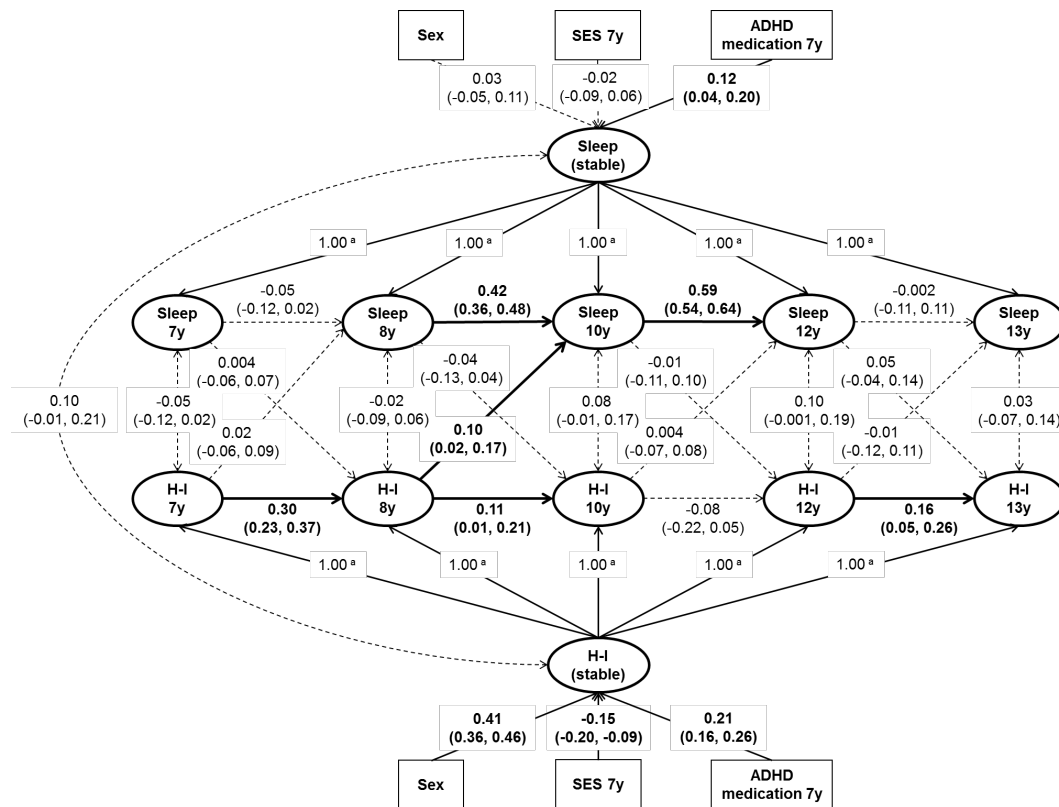 Sex
SES 7y
ADHD
medication 7y
0.03
(-0.05, 0.11)
-0.02
(-0.09, 0.06)
0.12
(0.04, 0.20)
Sleep
(stable)
1.00 a
1.00 a
1.00 a
1.00 a
1.00 a
Sleep
7y
-0.05
(-0.12, 0.02)
Sleep
8y
0.42
(0.36, 0.48)
Sleep
10y
0.59
(0.54, 0.64)
Sleep
12y
-0.002
(-0.11, 0.11)
Sleep
13y
0.10
(-0.01, 0.21)
0.004
(-0.06, 0.07)
-0.05
(-0.12, 0.02)
0.02
(-0.06, 0.09)
-0.02
(-0.09, 0.06)
-0.04
(-0.13, 0.04)
0.10
(0.02, 0.17)
0.08
(-0.01, 0.17)
-0.01
(-0.11, 0.10)
0.004
(-0.07, 0.08)
0.10
(-0.001, 0.19)
0.05
(-0.04, 0.14)
-0.01
(-0.12, 0.11)
0.03
(-0.07, 0.14)
H-I
7y
0.30
(0.23, 0.37)
H-I
8y
0.11
(0.01, 0.21)
H-I
10y
-0.08
(-0.22, 0.05)
H-I
12y
0.16
(0.05, 0.26)
H-I
13y
1.00 a
1.00 a
1.00 a
1.00 a
1.00 a
H-I
(stable)
0.41
(0.36, 0.46)
-0.15
(-0.20, -0.09)
0.21
(0.16, 0.26)
Sex
SES 7y
ADHD
medication 7y